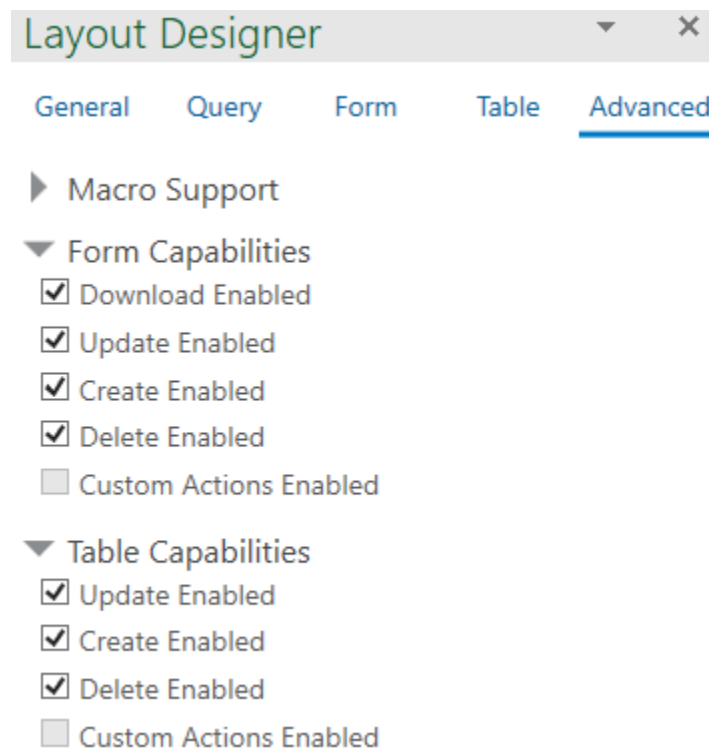 Layout Designer
General Query Form Table Advanced
Macro Support
Form Capabilities
Download Enabled
Update Enabled
Create Enabled
Delete Enabled
Custom Actions Enabled
Table Capabilities
Update Enabled
Create Enabled
Delete Enabled
Custom Actions Enabled